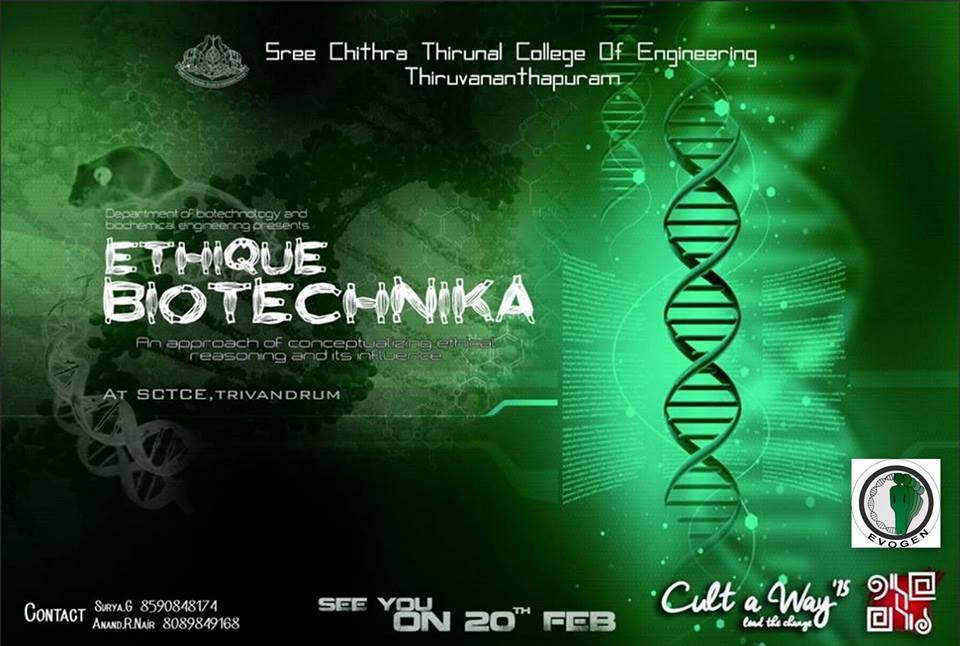 Sree Chithra Thirunal College Of Engineering
Thiruvananthapuram
Department of biotechnology and
biochemical engineering presents
ETHIQUE
BIOTECHNIKA
An approach of conceptualizing ethical
reasoning and its influence
At SCTCE,TRIVANDRUM
EVOGEN
Contact Surya.G 8590848174
Anand.R.Nair 8089849168
SEE YOU
ON 20TH FEB
Cult a Way '15
lead the change